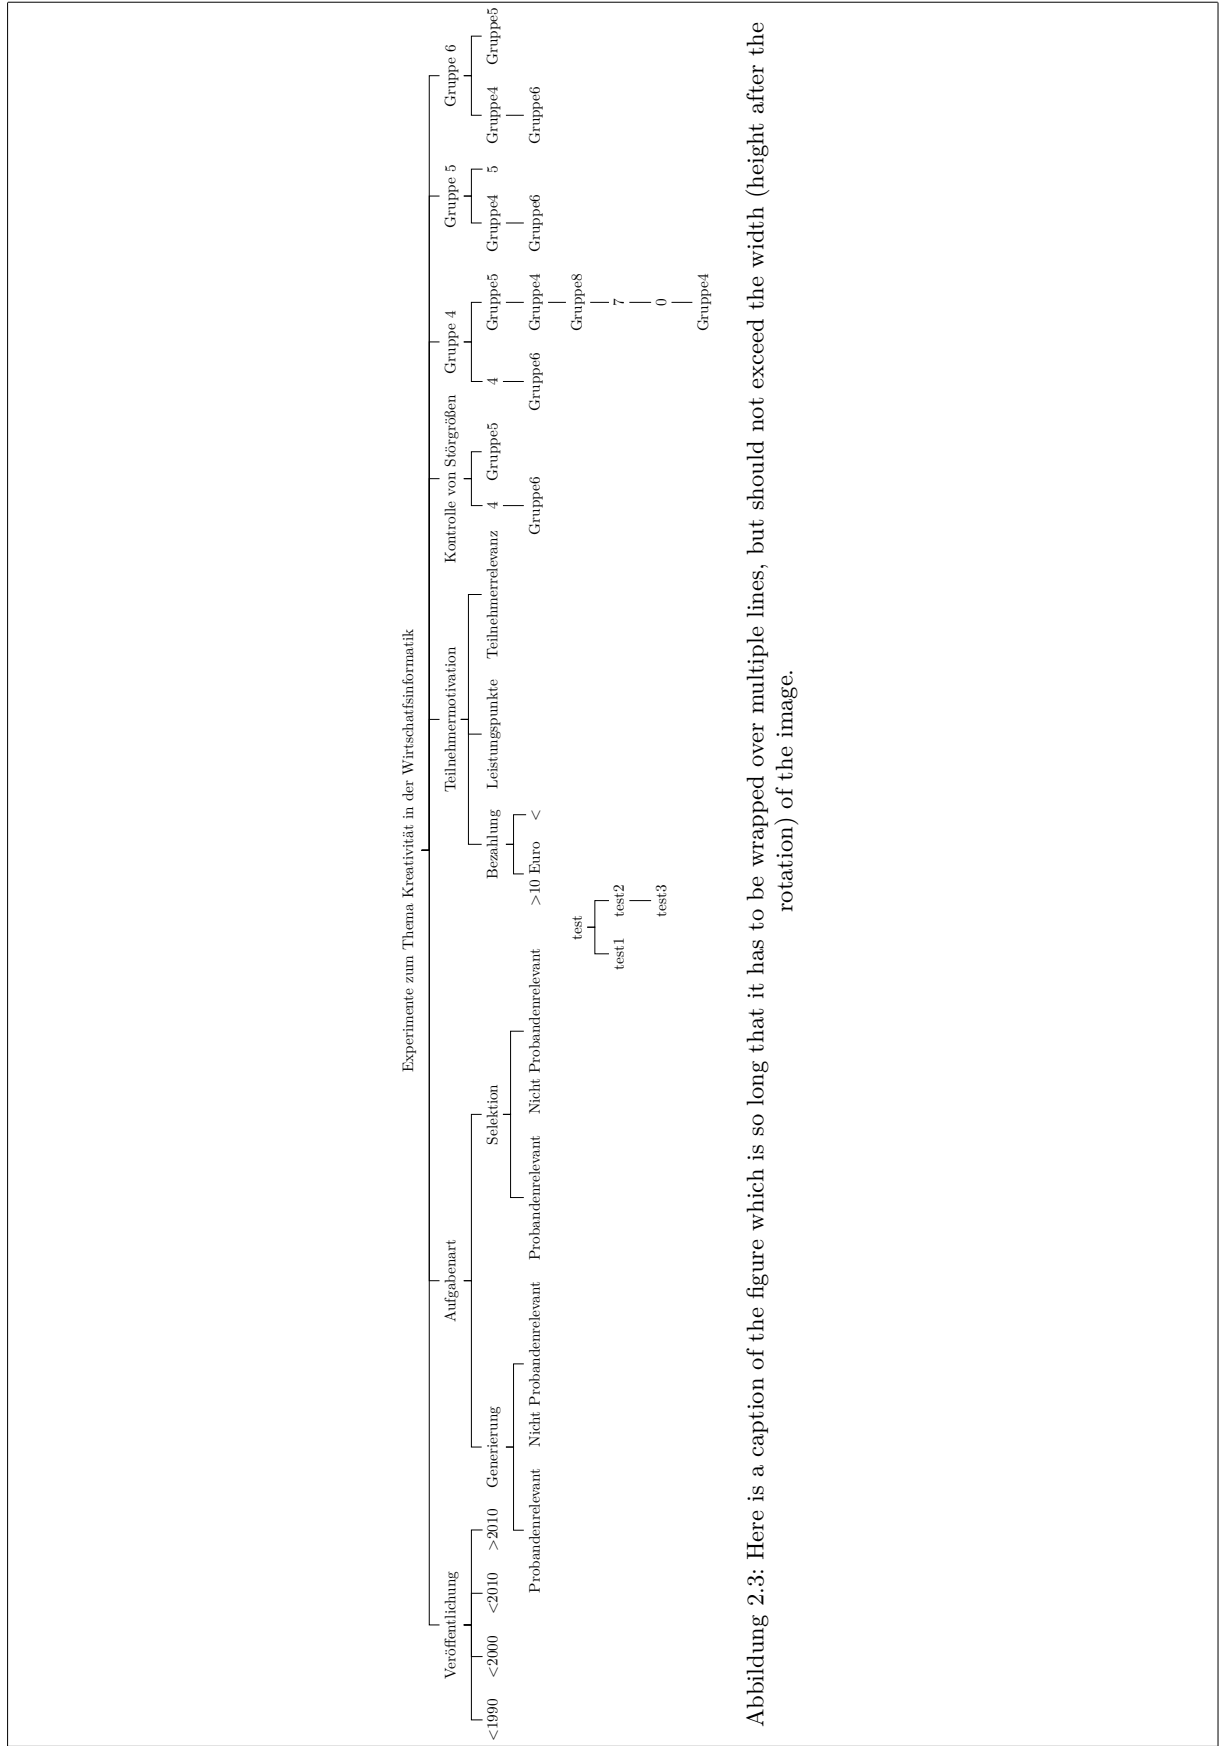 Experimente zum Thema Kreativität in der Wirtschatfsinformatik
Veröffentlichung Aufgabenart Teilnehmermotivation Kontrolle von Störgrößen Gruppe 4 Gruppe 5 Gruppe 6
<1990 <2000 <2010 >2010 Generierung Selektion Bezahlung Leistungspunkte Teilnehmerrelevanz 4 Gruppe5 4 Gruppe5 Gruppe4 5 Gruppe4 Gruppe5
Probandenrelevant Nicht Probandenrelevant Probandenrelevant Nicht Probandenrelevant >10 Euro < Gruppe6 Gruppe6 Gruppe4 Gruppe6 Gruppe6
test Gruppe8
test1 test2 7
test3 0
Gruppe4
Abbildung 2.3: Here is a caption of the figure which is so long that it has to be wrapped over multiple lines, but should not exceed the width (height after the
rotation) of the image.